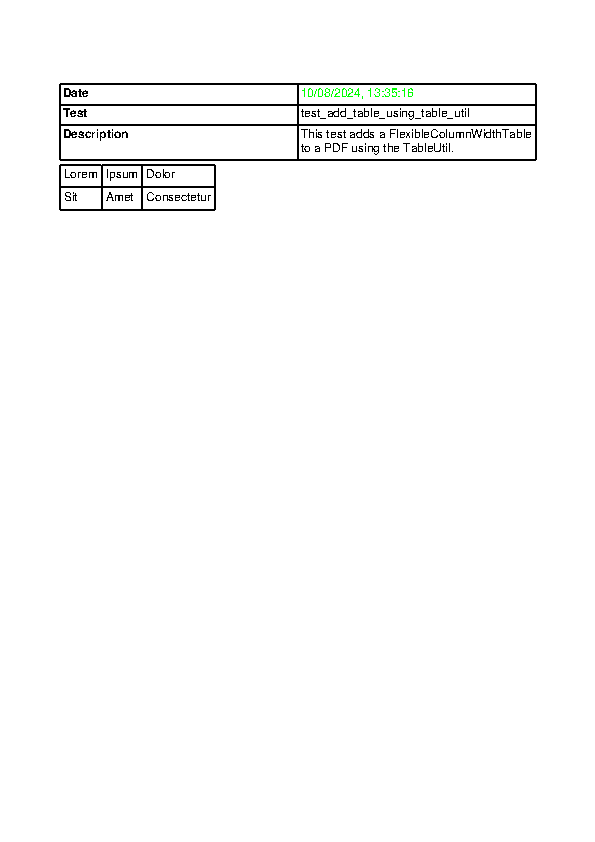 Date 10/08/2024, 13:35:18
Test test_add_table_using_table_util
Description This test adds a FlexibleColumnWidthTable
to a PDF using the TableUtil.
Lorem Ipsum Dolor
Sit Amet Consectetur